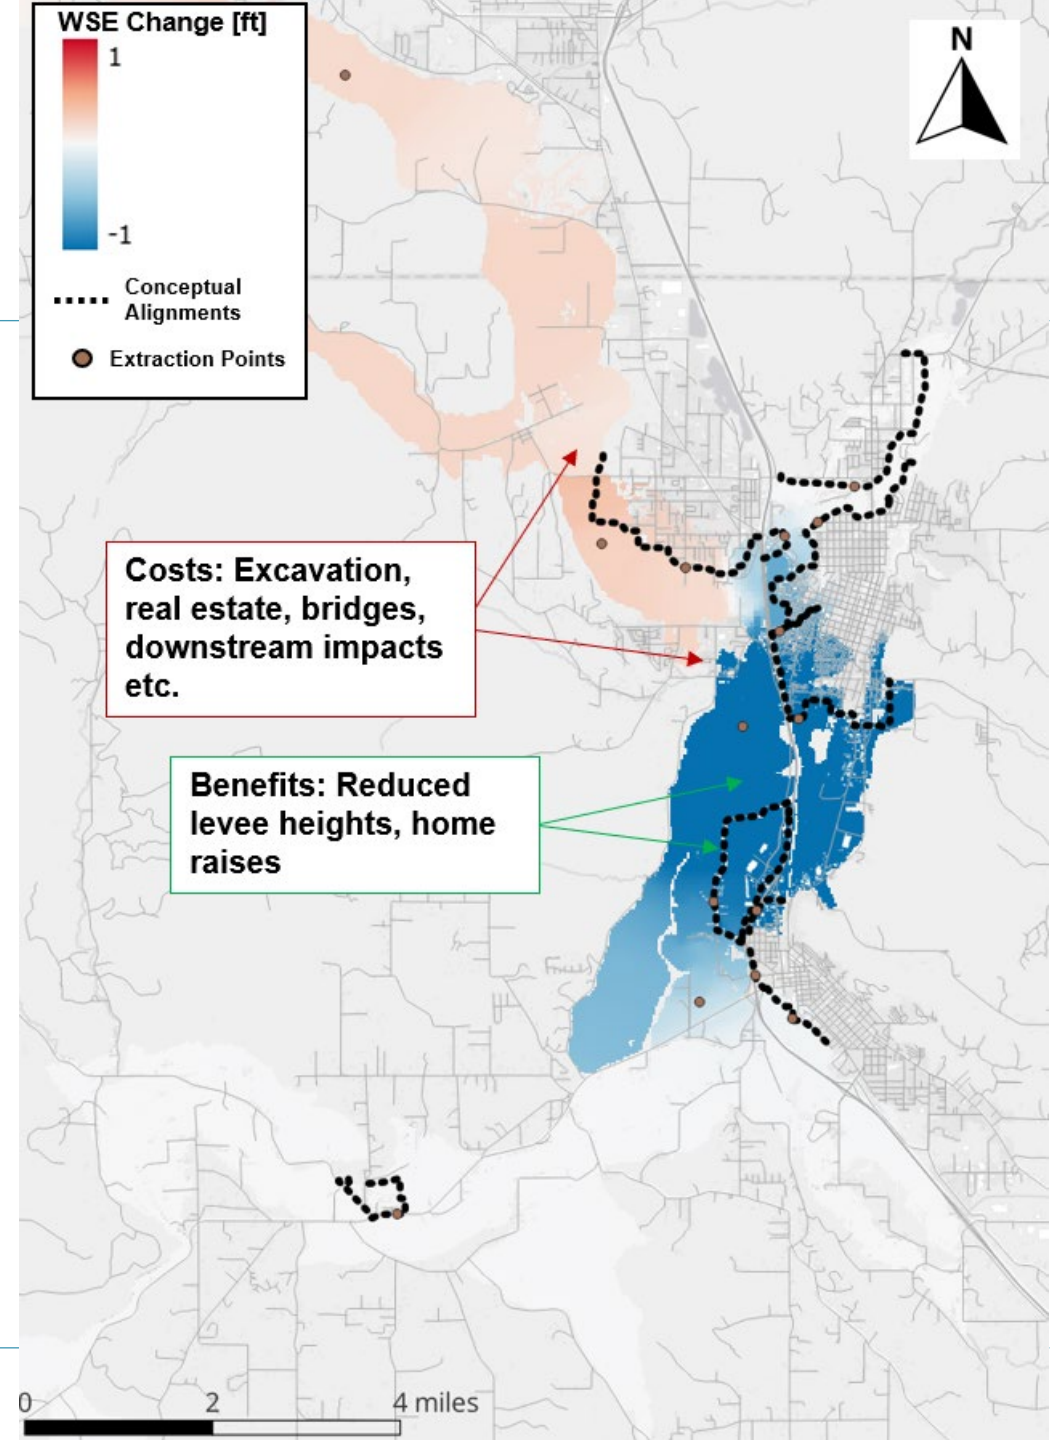 WSE Change [ft]
1
-1
Conceptual
Alignments
Extraction Points
N
Costs: Excavation,
real estate, bridges,
downstream impacts
etc.
Benefits: Reduced
levee heights, home
raises
0 2 4 miles